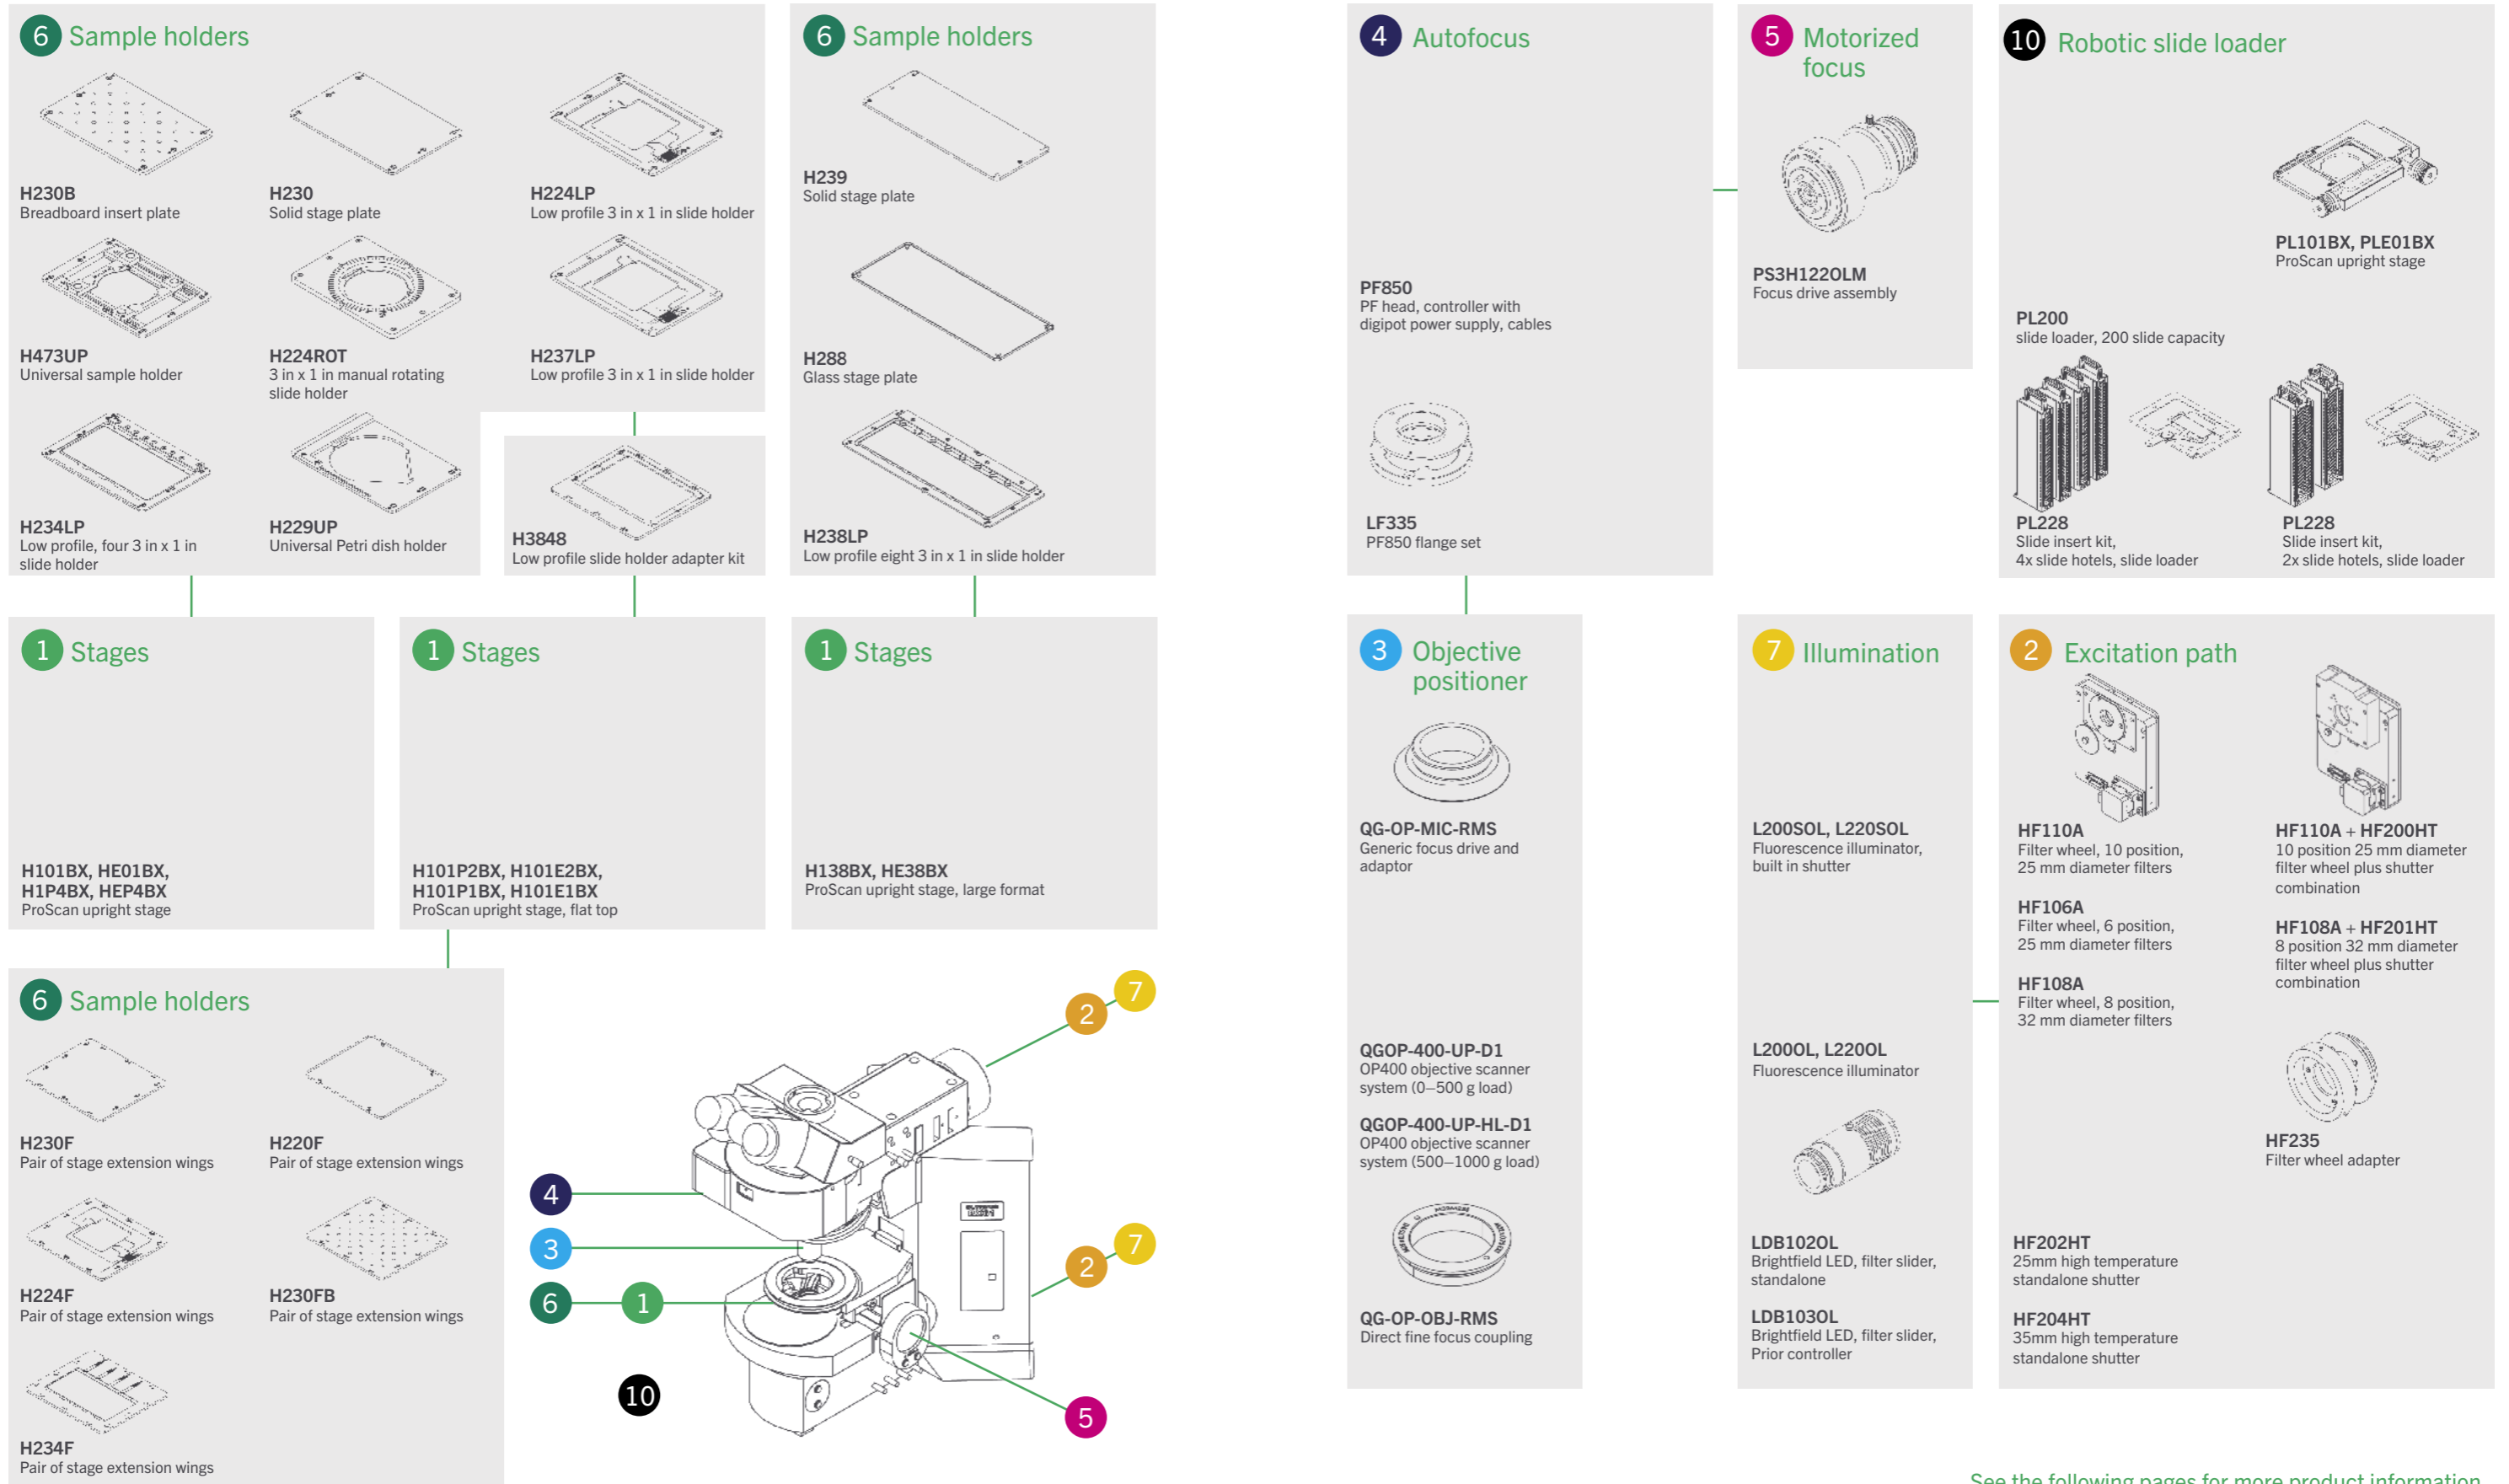 6 Sample holders
H230B
Breadboard insert plate
H230
Solid stage plate
H224LP
Low profile 3 in x 1 in slide holder
H473UP
Universal sample holder
H224ROT
3 in x 1 in manual rotating
slide holder
H237LP
Low profile 3 in x 1 in slide holder
H234LP
Low profile, four 3 in x 1 in
slide holder
H229UP
Universal Petri dish holder
H3848
Low profile slide holder adapter kit
6 Sample holders
H239
Solid stage plate
H288
Glass stage plate
H238LP
Low profile eight 3 in x 1 in slide holder
1 Stages
H101BX, HE01BX,
H1P4BX, HEP4BX
ProScan upright stage
1 Stages
H101P2BX, H101E2BX,
H101P1BX, H101E1BX
ProScan upright stage, flat top
1 Stages
H138BX, HE38BX
ProScan upright stage, large format
6 Sample holders
H230F
Pair of stage extension wings
H220F
Pair of stage extension wings
H224F
Pair of stage extension wings
H230FB
Pair of stage extension wings
H234F
Pair of stage extension wings
7
2
4
3
7
2
6
1
10
5
4 Autofocus
PF850
PF head, controller with
digipot power supply, cables
LF335
PF850 flange set
5 Motorized
focus
PS3H122OLM
Focus drive assembly
10 Robotic slide loader
PL101BX, PLE01BX
ProScan upright stage
PL200
slide loader, 200 slide capacity
PL228
Slide insert kit,
4x slide hotels, slide loader
PL228
Slide insert kit,
2x slide hotels, slide loader
3 Objective
positioner
QG-OP-MIC-RMS
Generic focus drive and
adaptor
QGOP-400-UP-D1
OP400 objective scanner
system (0–500 g load)
QGOP-400-UP-HL-D1
OP400 objective scanner
system (500–1000 g load)
QG-OP-OBJ-RMS
Direct fine focus coupling
7 Illumination
L200SOL, L220SOL
Fluorescence illuminator,
built in shutter
L200OL, L220OL
Fluorescence illuminator
LDB102OL
Brightfield LED, filter slider,
standalone
LDB103OL
Brightfield LED, filter slider,
Prior controller
2 Excitation path
HF110A
Filter wheel, 10 position,
25 mm diameter filters
HF106A
Filter wheel, 6 position,
25 mm diameter filters
HF108A
Filter wheel, 8 position,
32 mm diameter filters
HF110A + HF200HT
10 position 25 mm diameter
filter wheel plus shutter
combination
HF108A + HF201HT
8 position 32 mm diameter
filter wheel plus shutter
combination
HF235
Filter wheel adapter
HF202HT
25mm high temperature
standalone shutter
HF204HT
35mm high temperature
standalone shutter
See the following pages for more product information